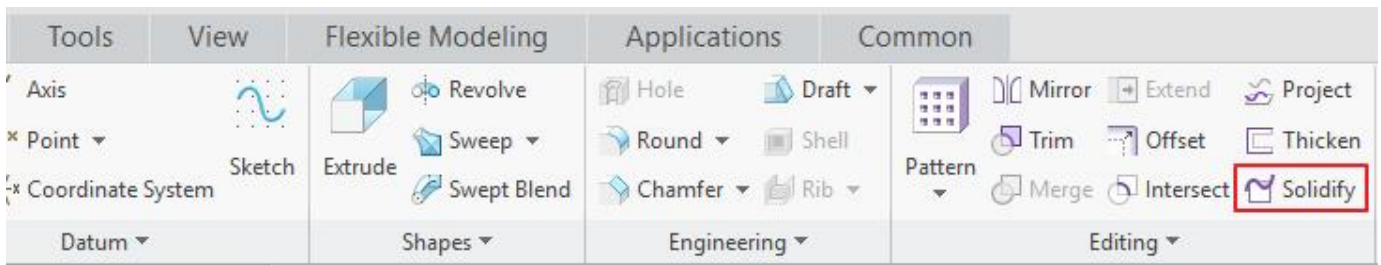 Tools View Flexible Modeling Applications Common
Axis Revolve Hole Draft Mirror Extend Project
Point Sweep Round Shell Trim Offset Thicken
Sketch Extrude Pattern
Coordinate System Swept Blend Chamfer Rib Merge Intersect Solidify
Datum Shapes Engineering Editing